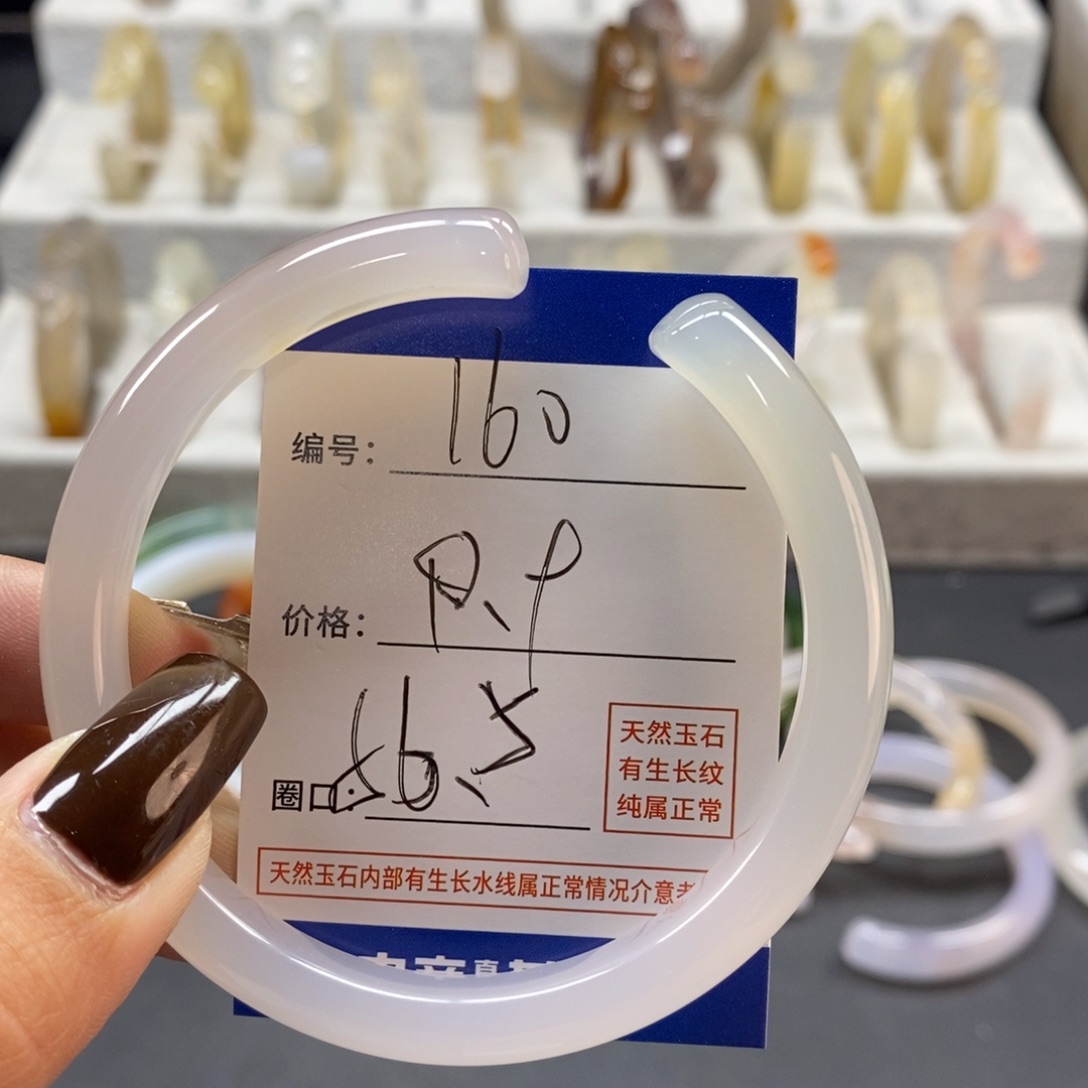 编号: 160
价格: P.9
圈口: 56.5
天然玉石
有生长纹
纯属正常
天然玉石内部有生长水线属正常情况介意者